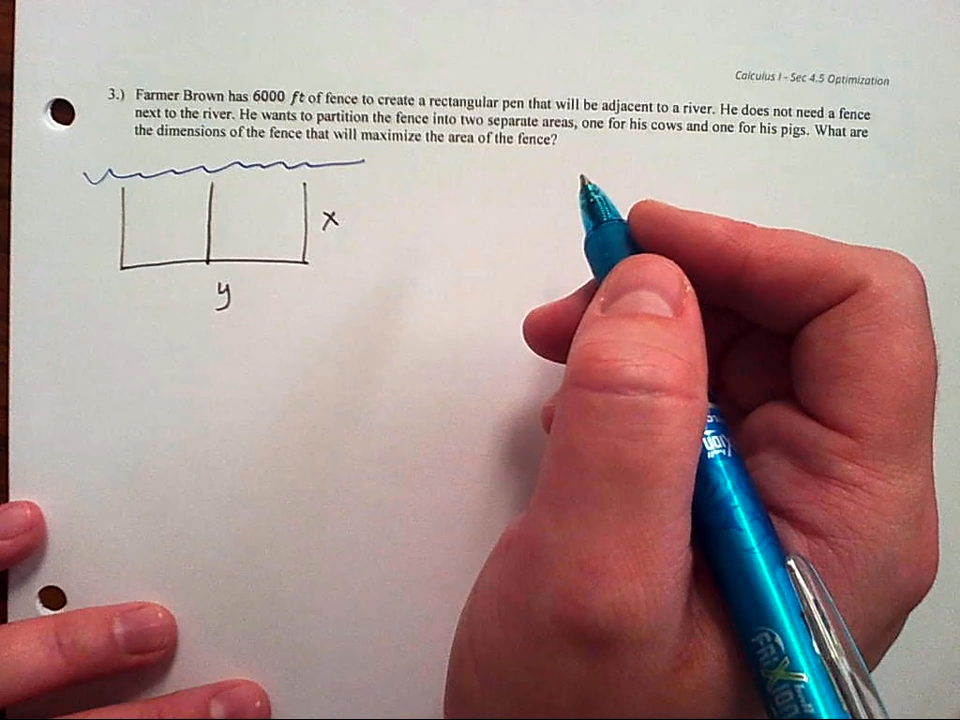 Calculus I - Sec 4.5 Optimization
3.) Farmer Brown has 6000 ft of fence to create a rectangular pen that will be adjacent to a river. He does not need a fence
next to the river. He wants to partition the fence into two separate areas, one for his cows and one for his pigs. What are
the dimensions of the fence that will maximize the area of the fence?
x
y
FRIXION